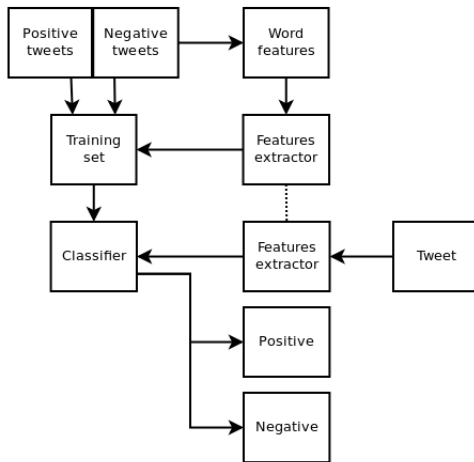 Positive
tweets
Negative
tweets
Word
features
Training
set
Features
extractor
Classifier
Features
extractor
Tweet
Positive
Negative